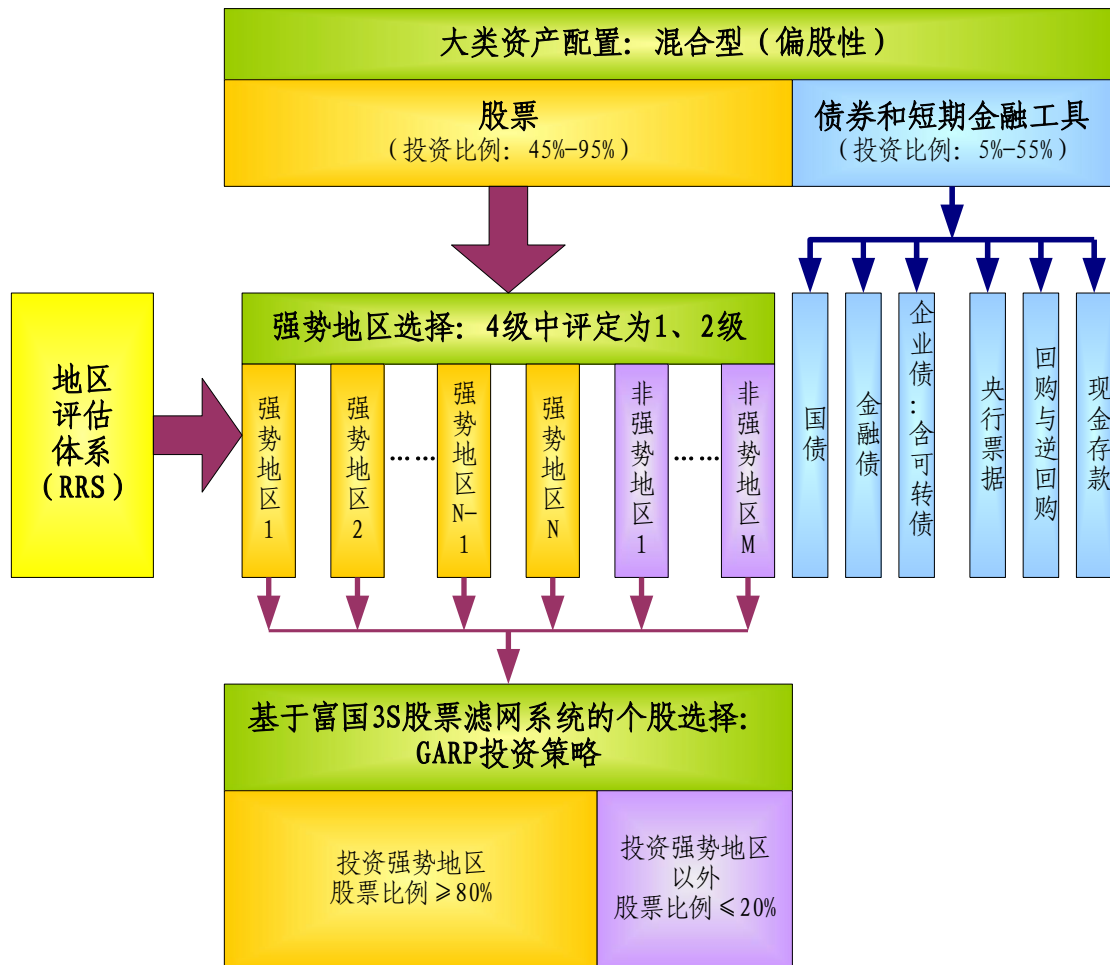 大类资产配置：混合型（偏股性）
股票
（投资比例：45%-95%）
债券和短期金融工具
（投资比例：5%-55%）
地区
评估
体系
（RRS）
强势地区选择：4级中评定为1、2级
强势地区1
强势地区2
……
强势地区N-1
强势地区N
非强势地区1
……
非强势地区M
国债
金融债
企业债：含可转债
央行票据
回购与逆回购
现金存款
基于富国3S股票滤网系统的个股选择：
GARP投资策略
投资强势地区
股票比例≥80%
投资强势地区
以外
股票比例≤20%